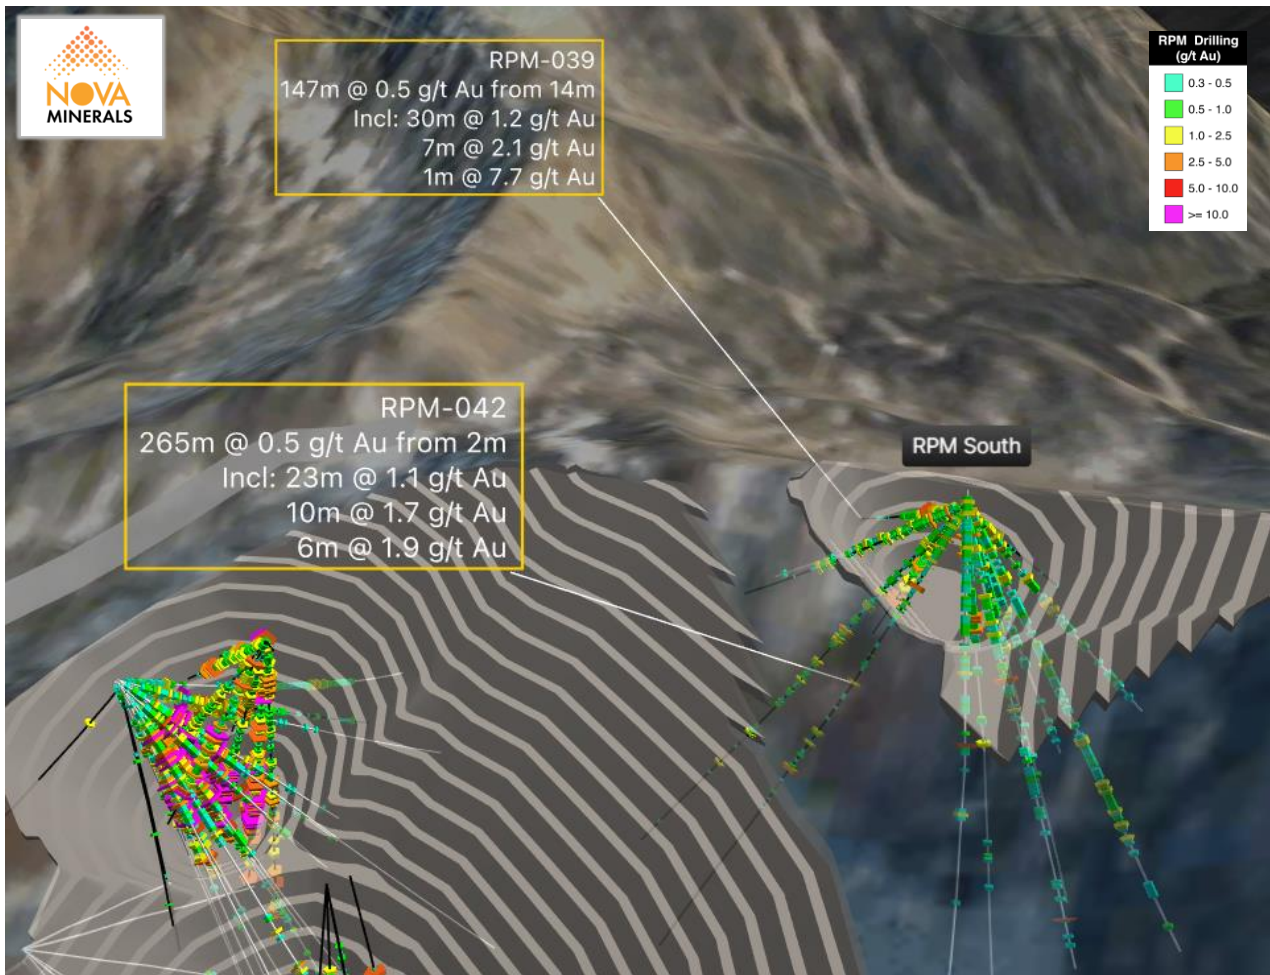 NOVA
MINERALS
RPM-039
147m @ 0.5 g/t Au from 14m
Incl: 30m @ 1.2 g/t Au
7m @ 2.1 g/t Au
1m @ 7.7 g/t Au
RPM Drilling
(g/t Au)
0.3 - 0.5
0.5 - 1.0
1.0 - 2.5
2.5 - 5.0
5.0 - 10.0
>= 10.0
RPM-042
265m @ 0.5 g/t Au from 2m
Incl: 23m @ 1.1 g/t Au
10m @ 1.7 g/t Au
6m @ 1.9 g/t Au
RPM South